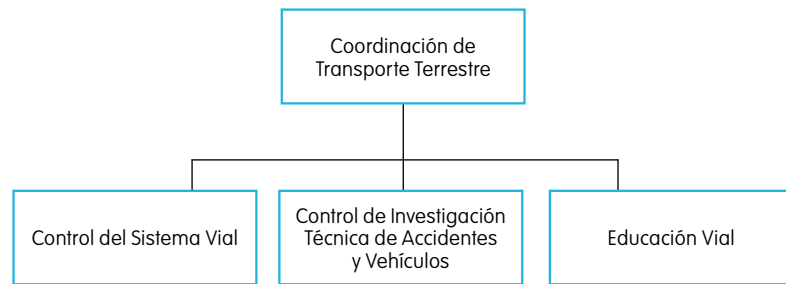 Coordinación de
Transporte Terrestre
Control del Sistema Vial
Control de Investigación
Técnica de Accidentes
y Vehículos
Educación Vial